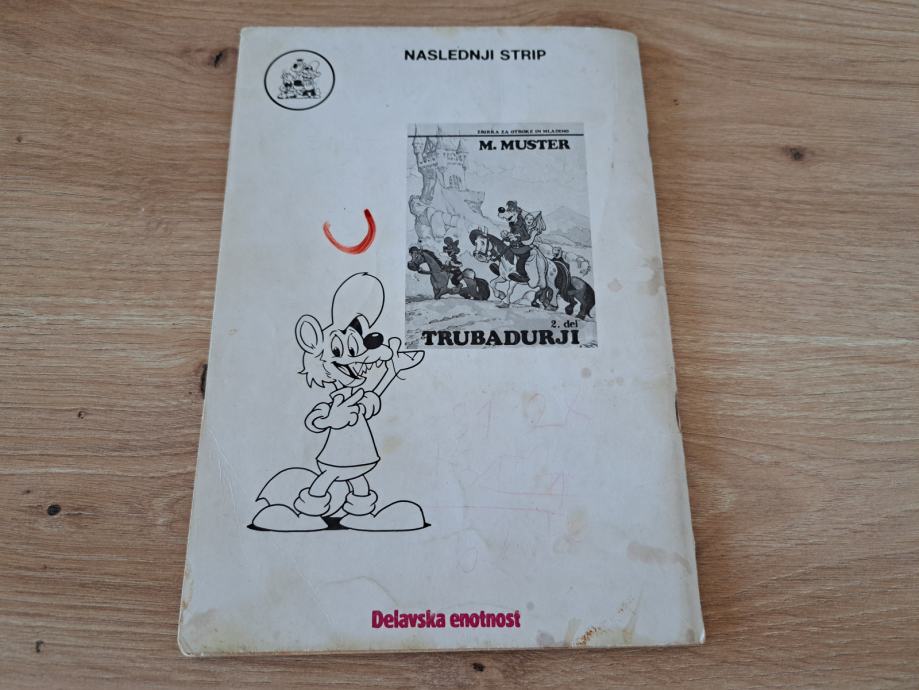 NASLEDNJI STRIP
ZBIRKA ZA OTROKE IN MLADINO
M. MUSTER
2. del
TRUBADURJI
Delavska enotnost